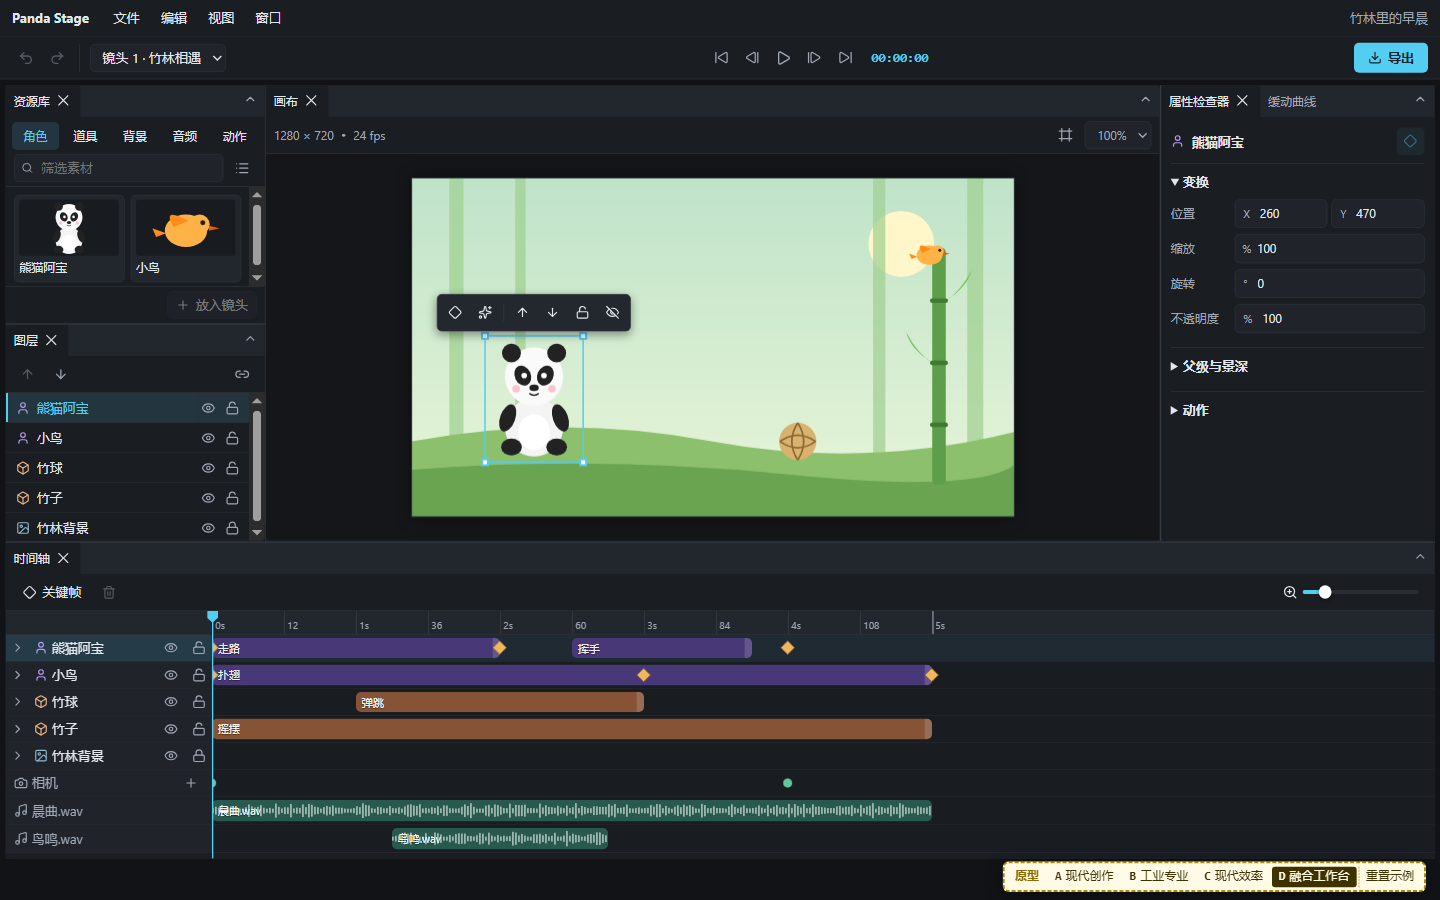 Panda Stage 文件 编辑 视图 窗口 竹林里的早晨
镜头 1 · 竹林相遇 00:00:00 导出
资源库 画布 属性检查器 缓动曲线
角色 道具 背景 音频 动作
筛选素材
熊猫阿宝 小鸟
放入镜头
1280 × 720 • 24 fps 100%
熊猫阿宝
变换
位置 X 260 Y 470
缩放 % 100
旋转 ° 0
不透明度 % 100
父级与景深
动作
图层
熊猫阿宝
小鸟
竹球
竹子
竹林背景
时间轴
关键帧
0s 12 1s 36 2s 60 3s 84 4s 108 5s
熊猫阿宝 走路 挥手
小鸟 扑翅
竹球 弹跳
竹子 摇摆
竹林背景
相机
晨曲.wav 晨曲.wav
鸟鸣.wav 鸟鸣.wav
原型 A 现代创作 B 工业专业 C 现代效率 D 融合工作台 重置示例